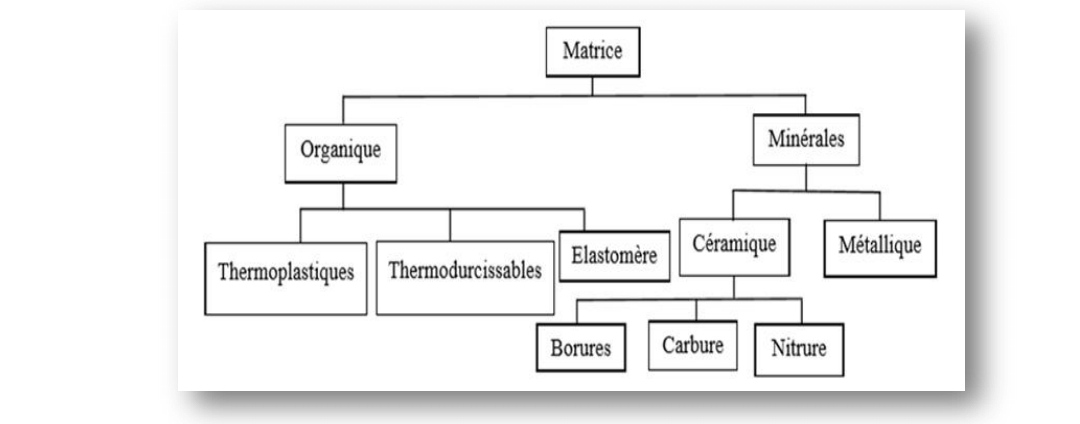 Matrice
Organique
Minérales
Thermoplastiques
Thermodurcissables
Elastomère
Céramique
Métallique
Borures
Carbure
Nitrure